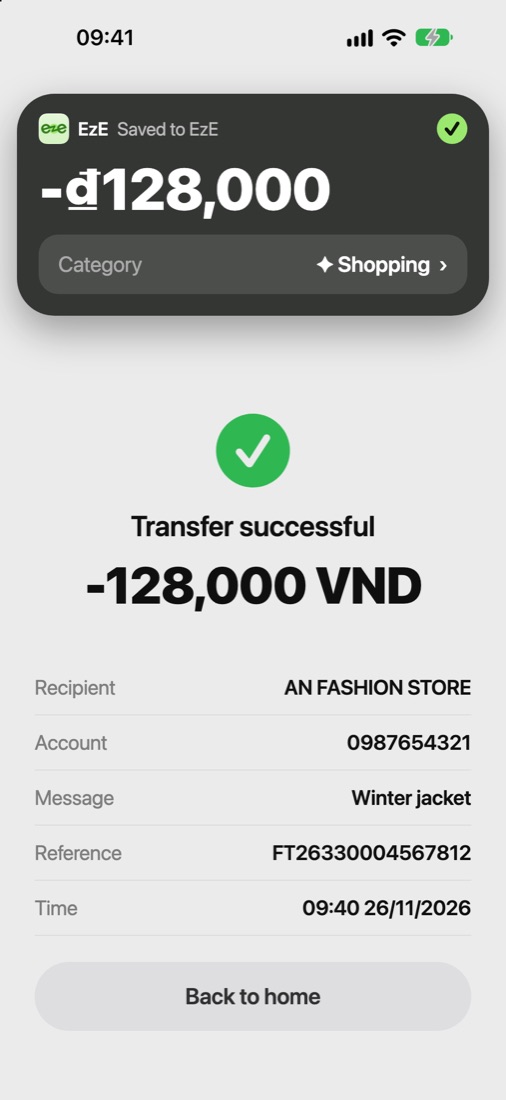 09:41
eze EzE Saved to EzE
-₫128,000
Category ✦ Shopping ›
Transfer successful
-128,000 VND
Recipient AN FASHION STORE
Account 0987654321
Message Winter jacket
Reference FT26330004567812
Time 09:40 26/11/2026
Back to home